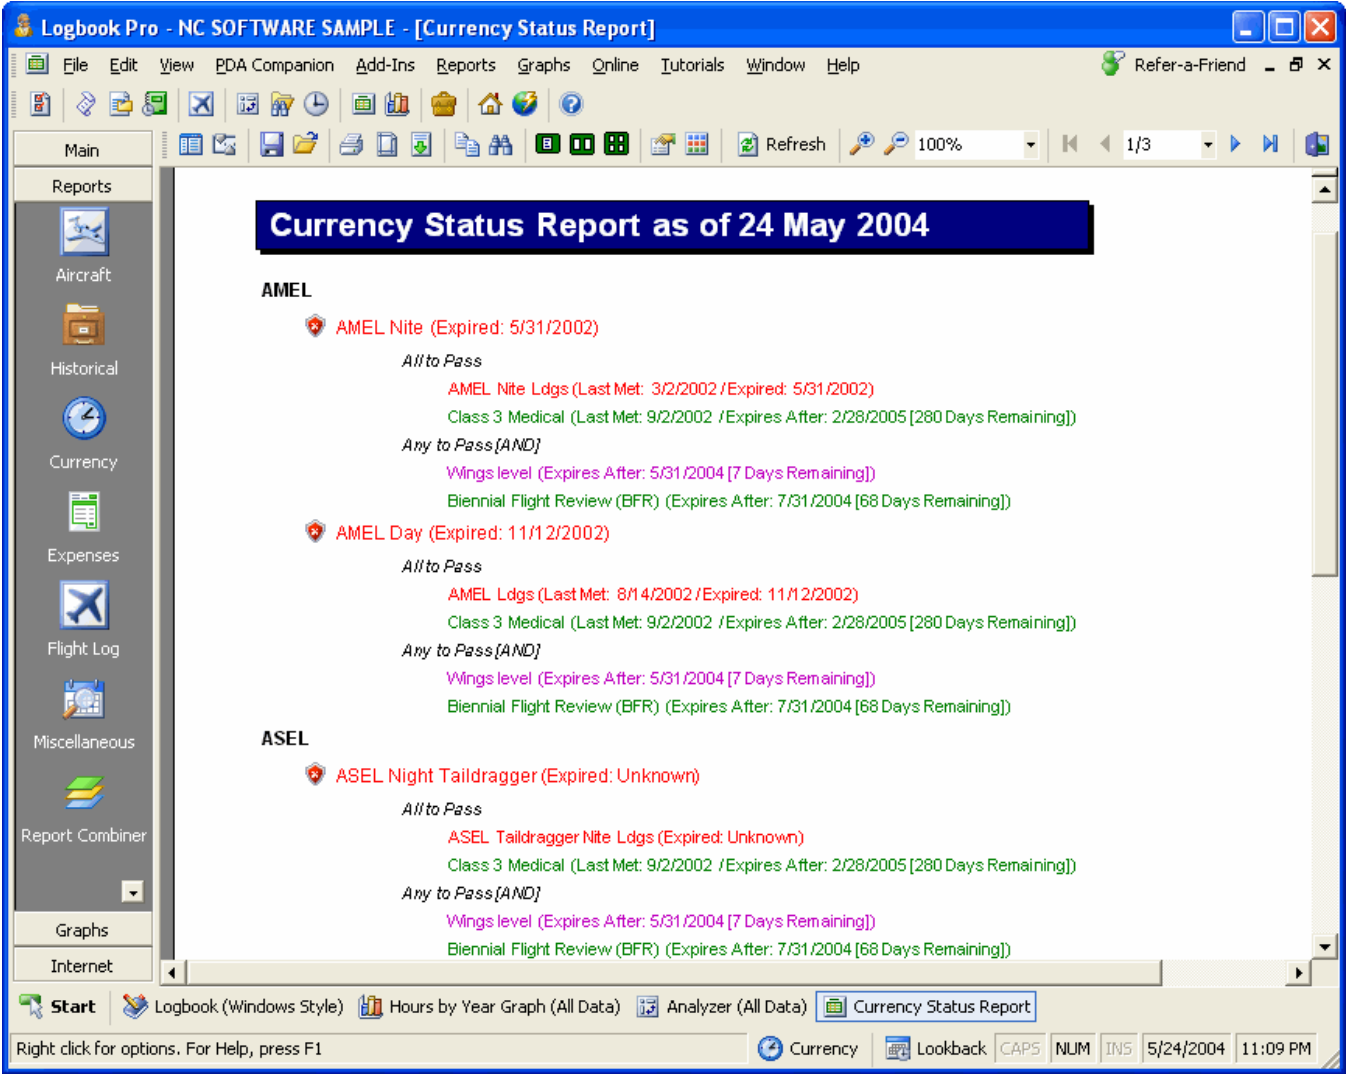 Logbook Pro - NC SOFTWARE SAMPLE - [Currency Status Report]
File Edit View PDA Companion Add-Ins Reports Graphs Online Tutorials Window Help Refer-a-Friend
Refresh 100% 1/3
Main
Reports
Aircraft
Historical
Currency
Expenses
Flight Log
Miscellaneous
Report Combiner
Graphs
Internet
Currency Status Report as of 24 May 2004
AMEL
AMEL Nite (Expired: 5/31/2002)
All to Pass
AMEL Nite Ldgs (Last Met: 3/2/2002 / Expired: 5/31/2002)
Class 3 Medical (Last Met: 9/2/2002 / Expires After: 2/28/2005 [280 Days Remaining])
Any to Pass [AND]
Wings level (Expires After: 5/31/2004 [7 Days Remaining])
Biennial Flight Review (BFR) (Expires After: 7/31/2004 [68 Days Remaining])
AMEL Day (Expired: 11/12/2002)
All to Pass
AMEL Ldgs (Last Met: 8/14/2002 / Expired: 11/12/2002)
Class 3 Medical (Last Met: 9/2/2002 / Expires After: 2/28/2005 [280 Days Remaining])
Any to Pass [AND]
Wings level (Expires After: 5/31/2004 [7 Days Remaining])
Biennial Flight Review (BFR) (Expires After: 7/31/2004 [68 Days Remaining])
ASEL
ASEL Night Taildragger (Expired: Unknown)
All to Pass
ASEL Taildragger Nite Ldgs (Expired: Unknown)
Class 3 Medical (Last Met: 9/2/2002 / Expires After: 2/28/2005 [280 Days Remaining])
Any to Pass [AND]
Wings level (Expires After: 5/31/2004 [7 Days Remaining])
Biennial Flight Review (BFR) (Expires After: 7/31/2004 [68 Days Remaining])
Start Logbook (Windows Style) Hours by Year Graph (All Data) Analyzer (All Data) Currency Status Report
Right click for options. For Help, press F1 Currency Lookback CAPS NUM INS 5/24/2004 11:09 PM